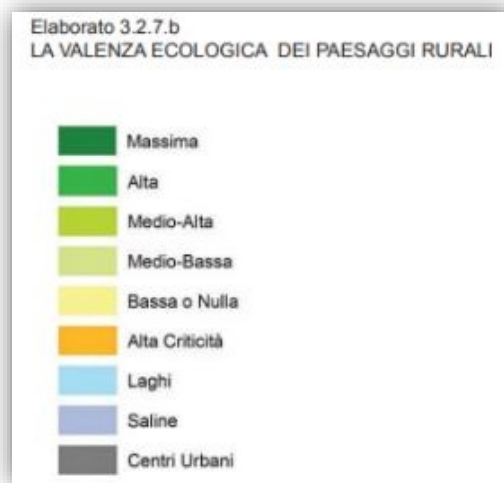 Elaborato 3.2.7.b
LA VALENZA ECOLOGICA DEI PAESAGGI RURALI
Massima
Alta
Medio-Alta
Medio-Bassa
Bassa o Nulla
Alta Criticità
Laghi
Saline
Centri Urbani